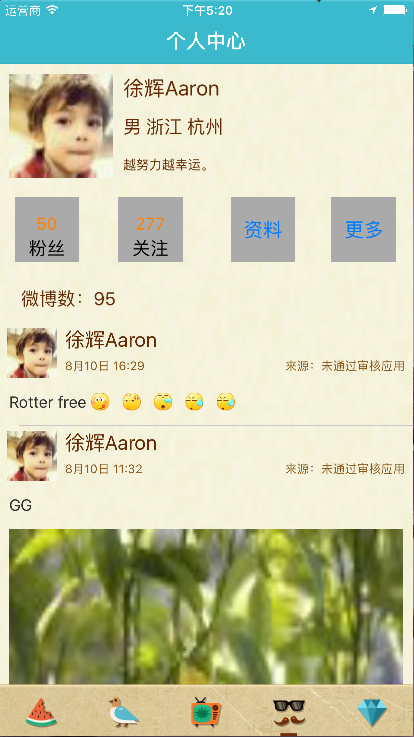 运营商 下午5:20
个人中心
徐辉Aaron
男 浙江 杭州
越努力越幸运。
50 277 资料 更多
粉丝 关注
微博数：95
徐辉Aaron
8月10日 16:29 来源：未通过审核应用
Rotter free
徐辉Aaron
8月10日 11:32 来源：未通过审核应用
GG